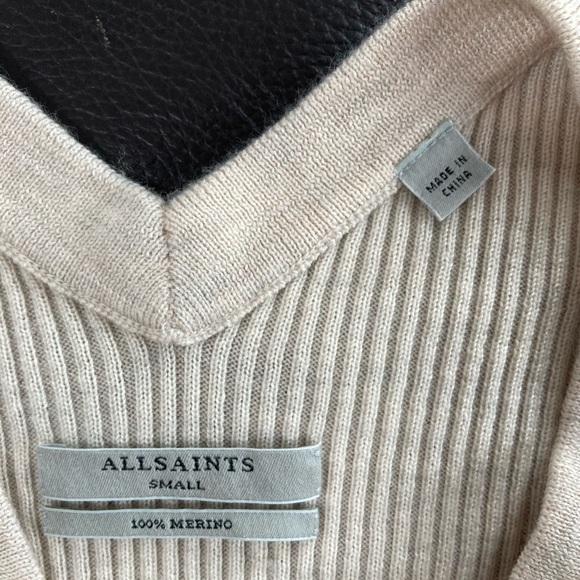 MADE IN
CHINA
ALLSAINTS
SMALL
100% MERINO